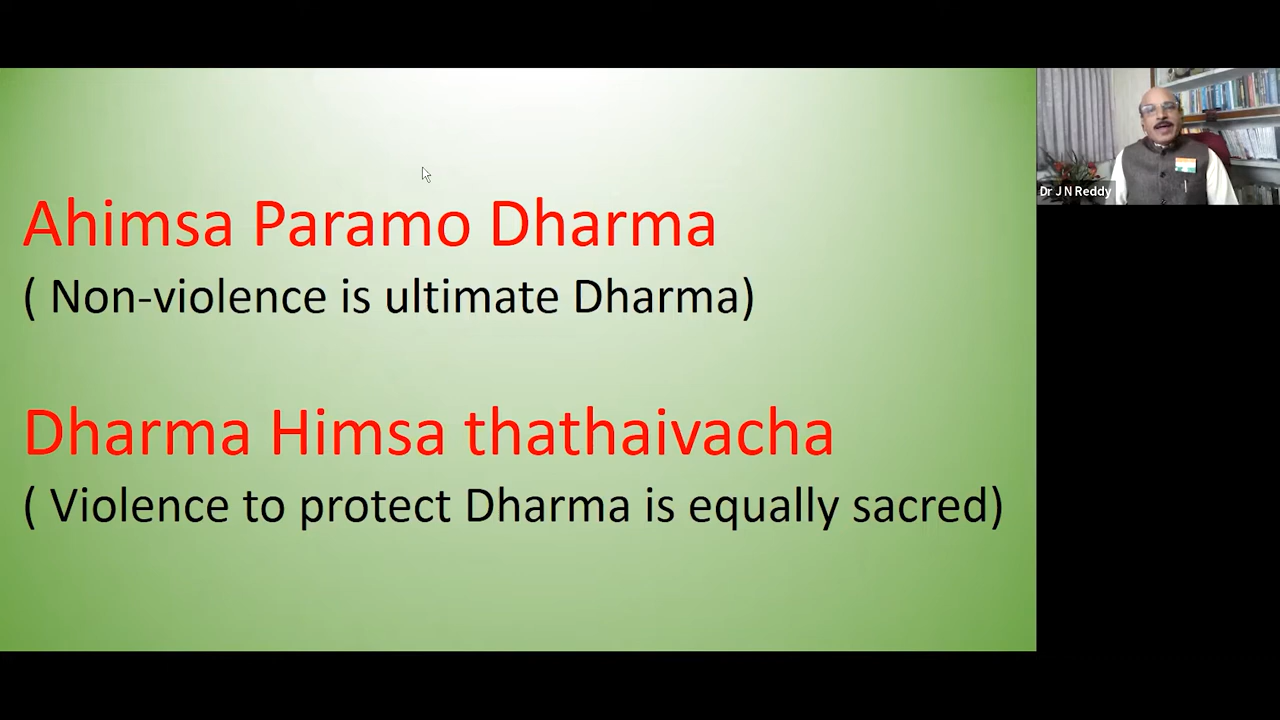 Ahimsa Paramo Dharma
( Non-violence is ultimate Dharma)
Dharma Himsa thathaivacha
( Violence to protect Dharma is equally sacred)
Dr J N Reddy